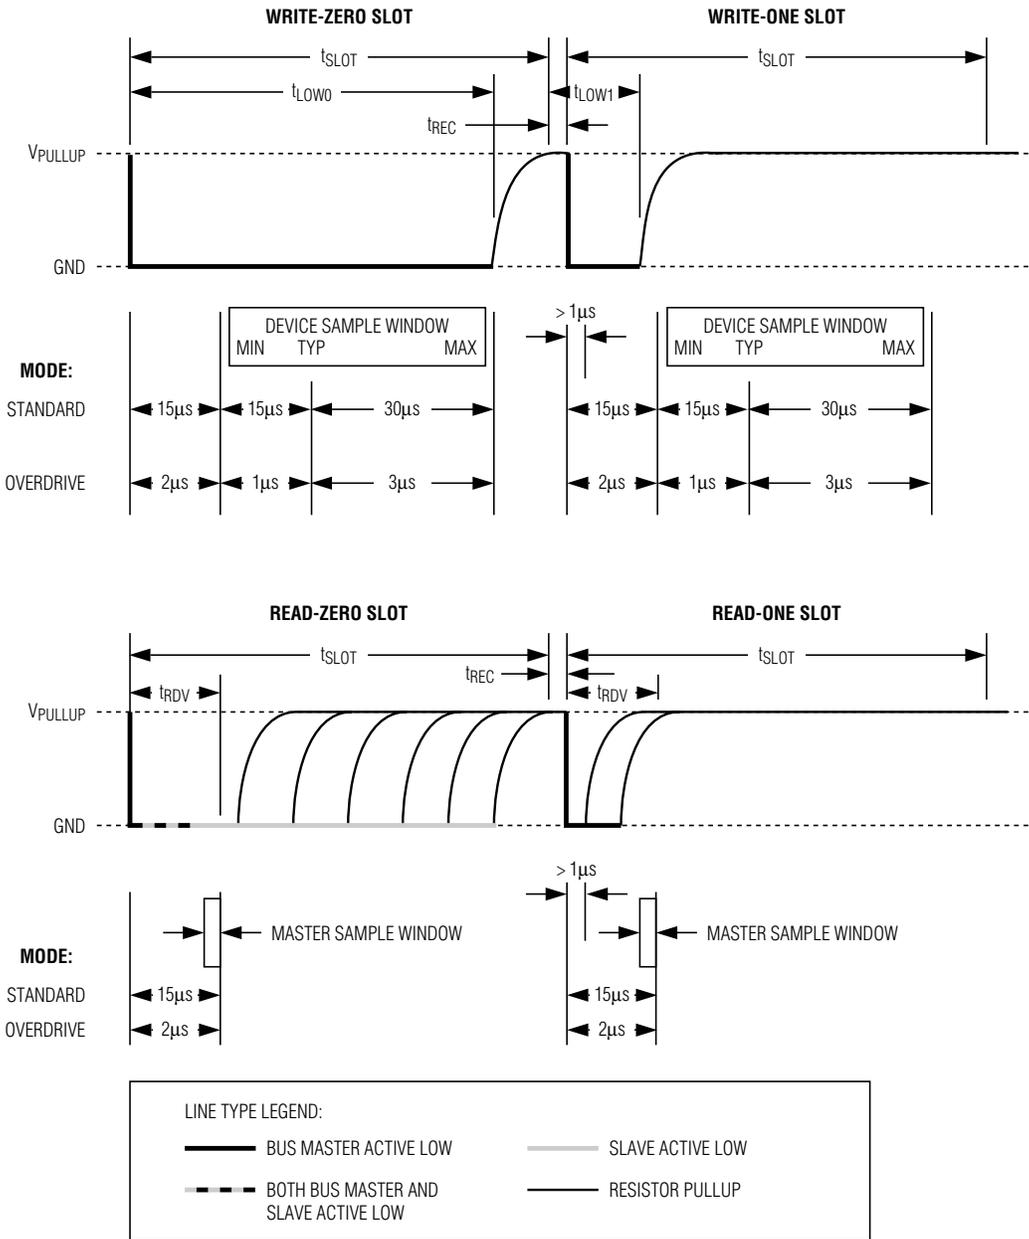 WRITE-ZERO SLOT WRITE-ONE SLOT
tSLOT tSLOT
tLOW0 tLOW1
tREC
VPULLUP
GND
> 1µs
DEVICE SAMPLE WINDOW DEVICE SAMPLE WINDOW
MIN TYP MAX MIN TYP MAX
MODE:
STANDARD 15µs 15µs 30µs 15µs 15µs 30µs
OVERDRIVE 2µs 1µs 3µs 2µs 1µs 3µs
READ-ZERO SLOT READ-ONE SLOT
tSLOT tSLOT
tREC
tRDV tRDV
VPULLUP
GND
> 1µs
MASTER SAMPLE WINDOW MASTER SAMPLE WINDOW
MODE:
STANDARD 15µs 15µs
OVERDRIVE 2µs 2µs
LINE TYPE LEGEND:
BUS MASTER ACTIVE LOW SLAVE ACTIVE LOW
BOTH BUS MASTER AND RESISTOR PULLUP
SLAVE ACTIVE LOW